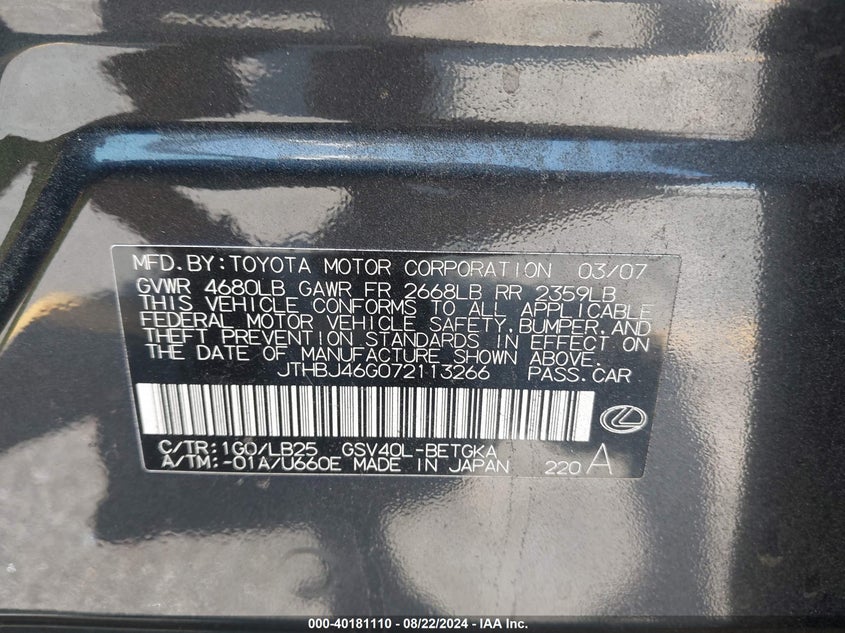 MFD.BY:TOYOTA MOTOR CORPORATION 03/07
GVWR 4680LB GAWR FR 2668LB RR 2359LB
THIS VEHICLE CONFORMS TO ALL APPLICABLE
FEDERAL MOTOR VEHICLE SAFETY, BUMPER, AND
THEFT PREVENTION STANDARDS IN EFFECT ON
THE DATE OF MANUFACTURE SHOWN ABOVE.
JTHBJ46G072113266 PASS.CAR
C/TR:1G0/LB25 GSV40L-BETGKA
A/TM:-01A/U660E MADE IN JAPAN 220 A
000-40181110 - 08/22/2024 - IAA Inc.